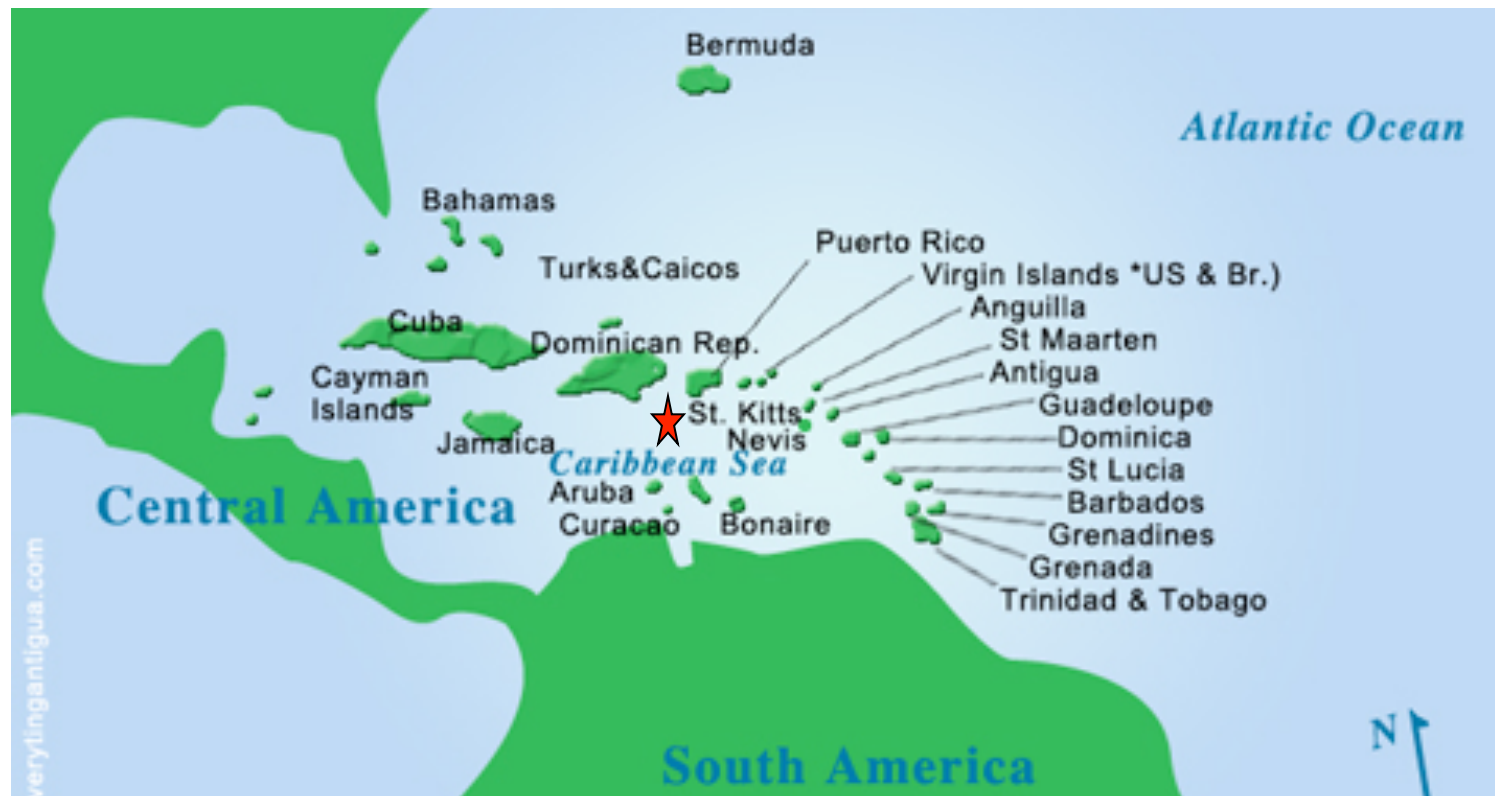 Bermuda
Atlantic Ocean
Bahamas
Puerto Rico
Turks&Caicos
Virgin Islands *US & Br.)
Anguilla
Cuba
St Maarten
Dominican Rep.
Antigua
Cayman
Islands
Guadeloupe
St. Kitts
Nevis
Jamaica
Dominica
Caribbean Sea
St Lucia
Aruba
Barbados
Central America
Curacao
Bonaire
Grenadines
Grenada
Trinidad & Tobago
verytingantigua.com
N
South America